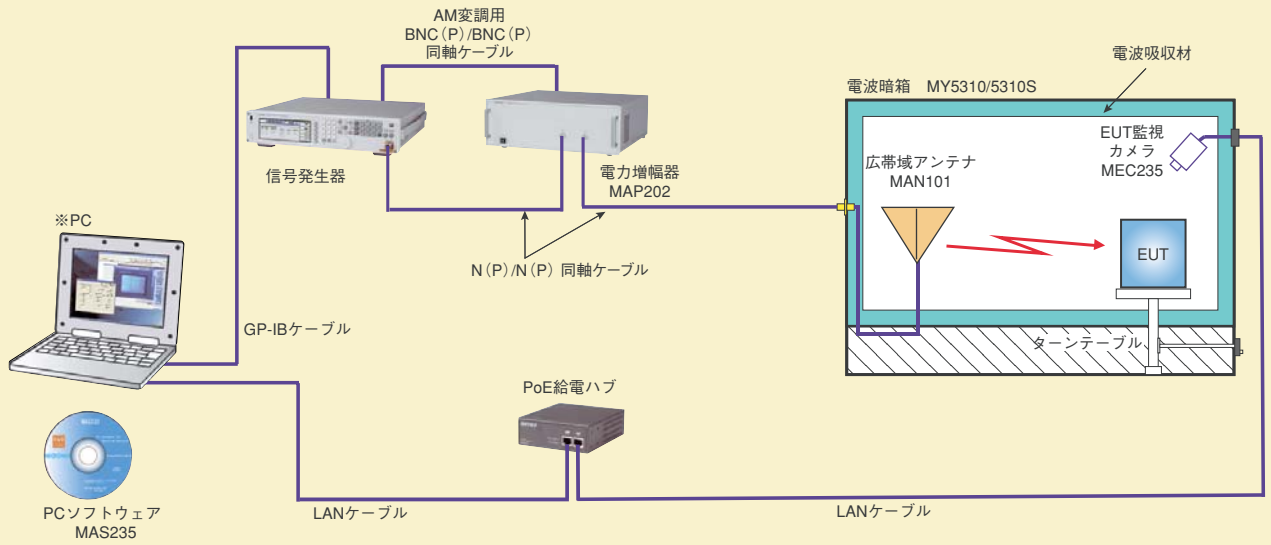 AM変調用
BNC（P）/BNC（P）
同軸ケーブル
電波吸収材
電波暗箱　MY5310/5310S
EUT監視
カメラ
MEC235
広帯域アンテナ
MAN101
信号発生器
電力増幅器
MAP202
※PC
N（P）/N（P） 同軸ケーブル
EUT
GP-IBケーブル
ターンテーブル
PoE給電ハブ
PCソフトウェア
MAS235
LANケーブル
LANケーブル